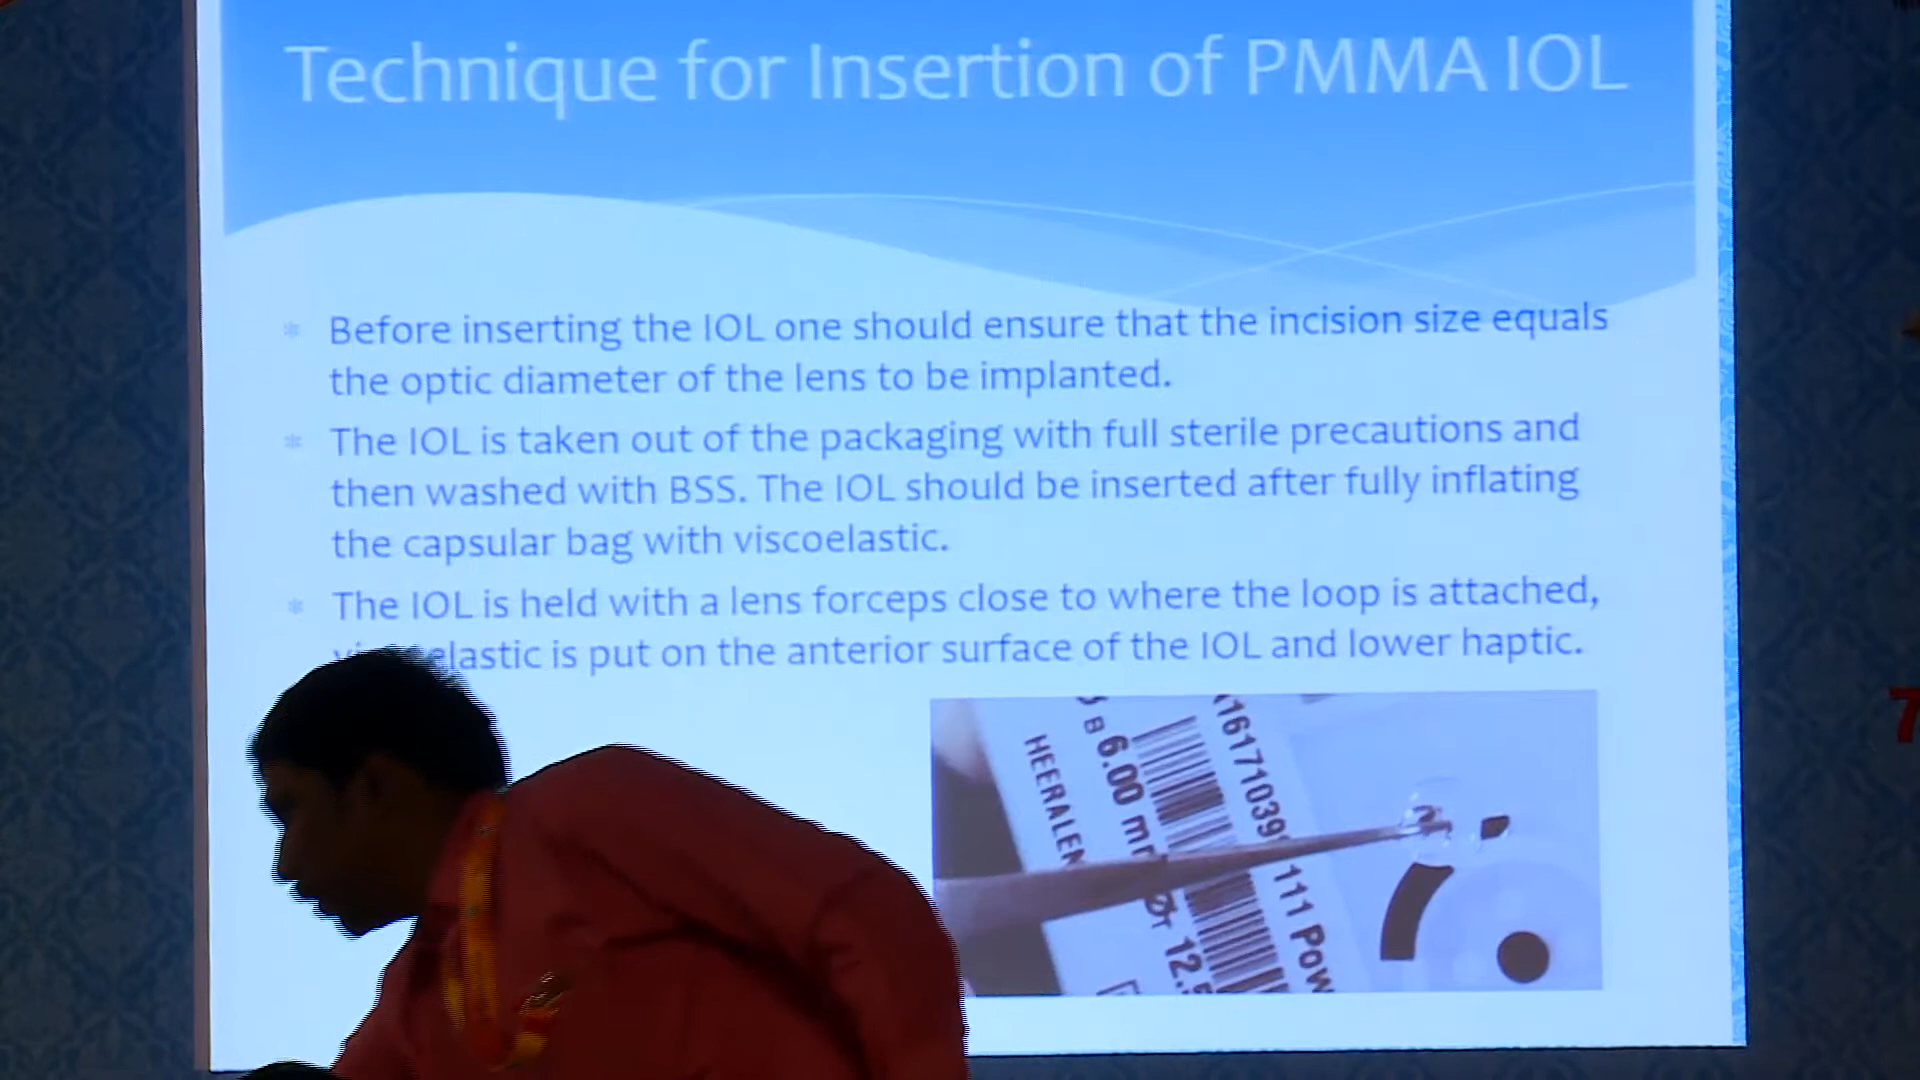 Technique for Insertion of PMMA IOL
* Before inserting the IOL one should ensure that the incision size equals
the optic diameter of the lens to be implanted.
* The IOL is taken out of the packaging with full sterile precautions and
then washed with BSS. The IOL should be inserted after fully inflating
the capsular bag with viscoelastic.
* The IOL is held with a lens forceps close to where the loop is attached,
is put on the anterior surface of the IOL and lower haptic.
HEERALEN
B 6.00 m
ØT 12.5
111 Pow
7